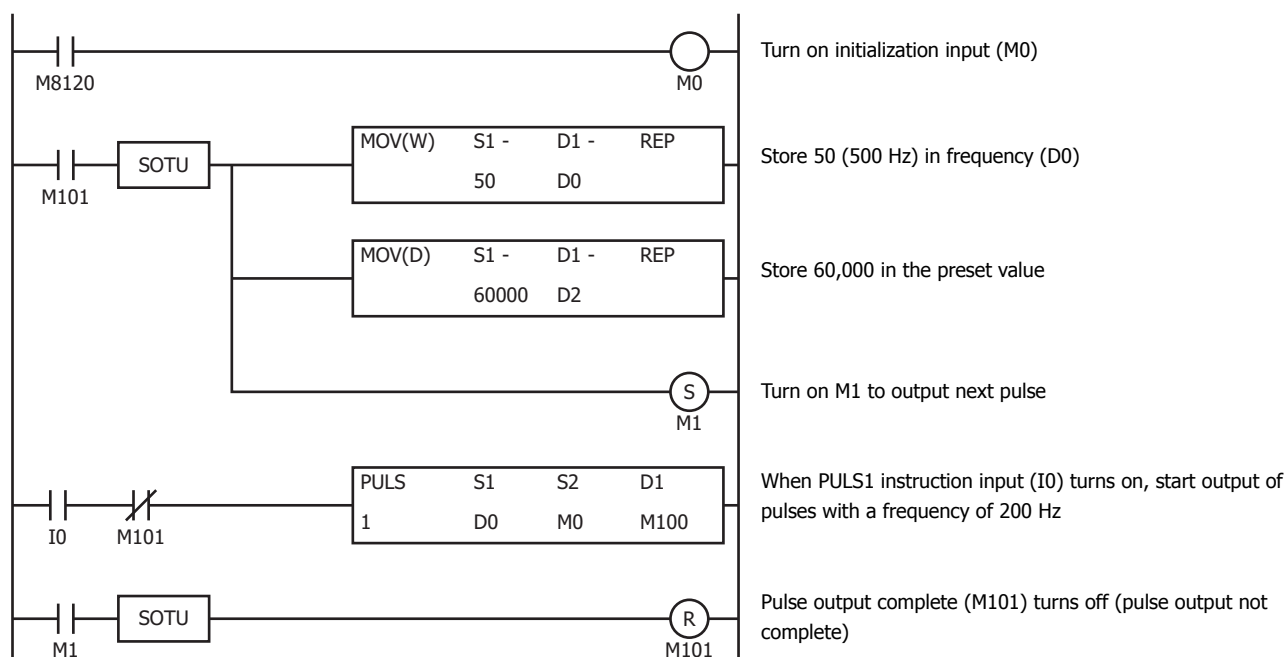 M8120
M0
Turn on initialization input (M0)
M101
SOTU
MOV(W) S1 - D1 - REP
50 D0
Store 50 (500 Hz) in frequency (D0)
MOV(D) S1 - D1 - REP
60000 D2
Store 60,000 in the preset value
S
M1
Turn on M1 to output next pulse
I0
M101
PULS S1 S2 D1
1 D0 M0 M100
When PULS1 instruction input (I0) turns on, start output of
pulses with a frequency of 200 Hz
M1
SOTU
R
M101
Pulse output complete (M101) turns off (pulse output not
complete)